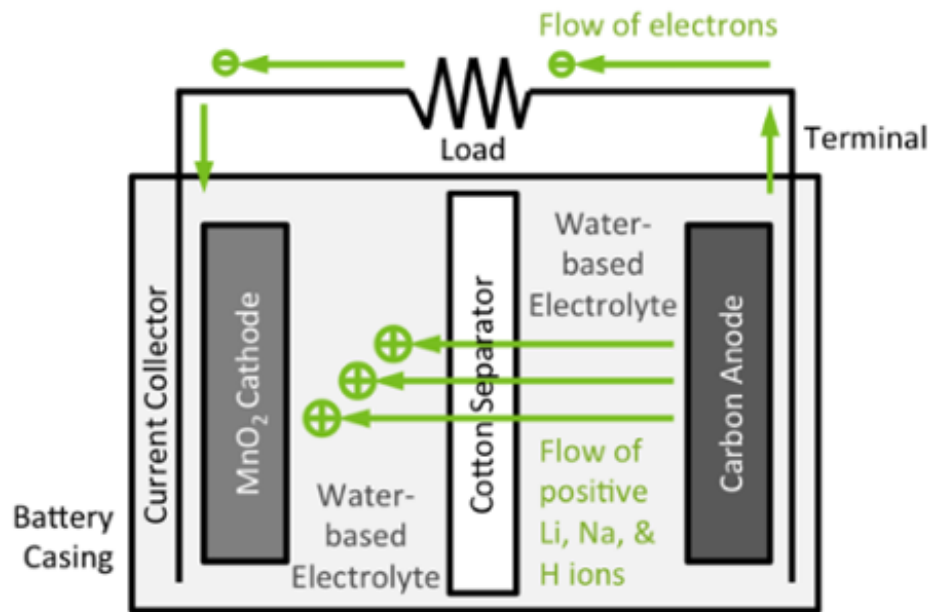 Flow of electrons
Load
Terminal
Water-
based
Electrolyte
Current Collector
MnO₂ Cathode
Cotton Separator
Carbon Anode
Flow of
positive
Li, Na, &
H ions
Water-
based
Electrolyte
Battery
Casing